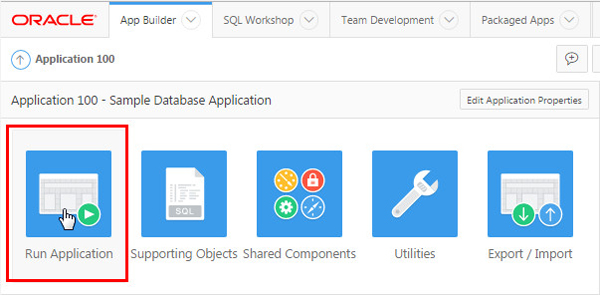 ORACLE® App Builder SQL Workshop Team Development Packaged Apps
Application 100
Application 100 - Sample Database Application Edit Application Properties
SQL
Run Application Supporting Objects Shared Components Utilities Export / Import